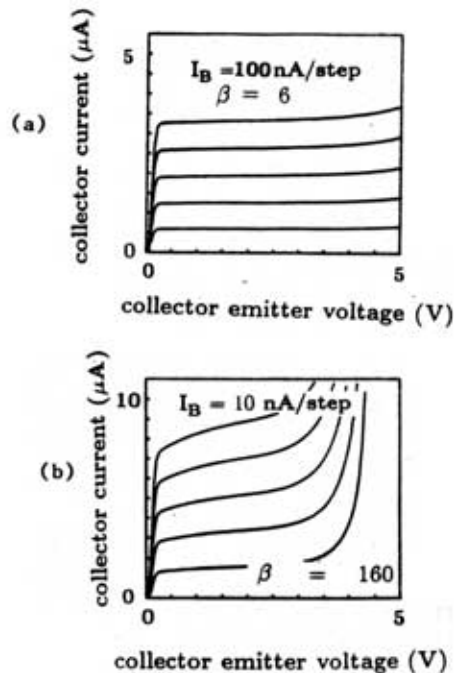 (a)
collector current (μA)
5
0
I_B =100nA/step
β = 6
0
5
collector emitter voltage (V)
(b)
collector current (μA)
10
0
I_B = 10 nA/step
β = 160
0
5
collector emitter voltage (V)